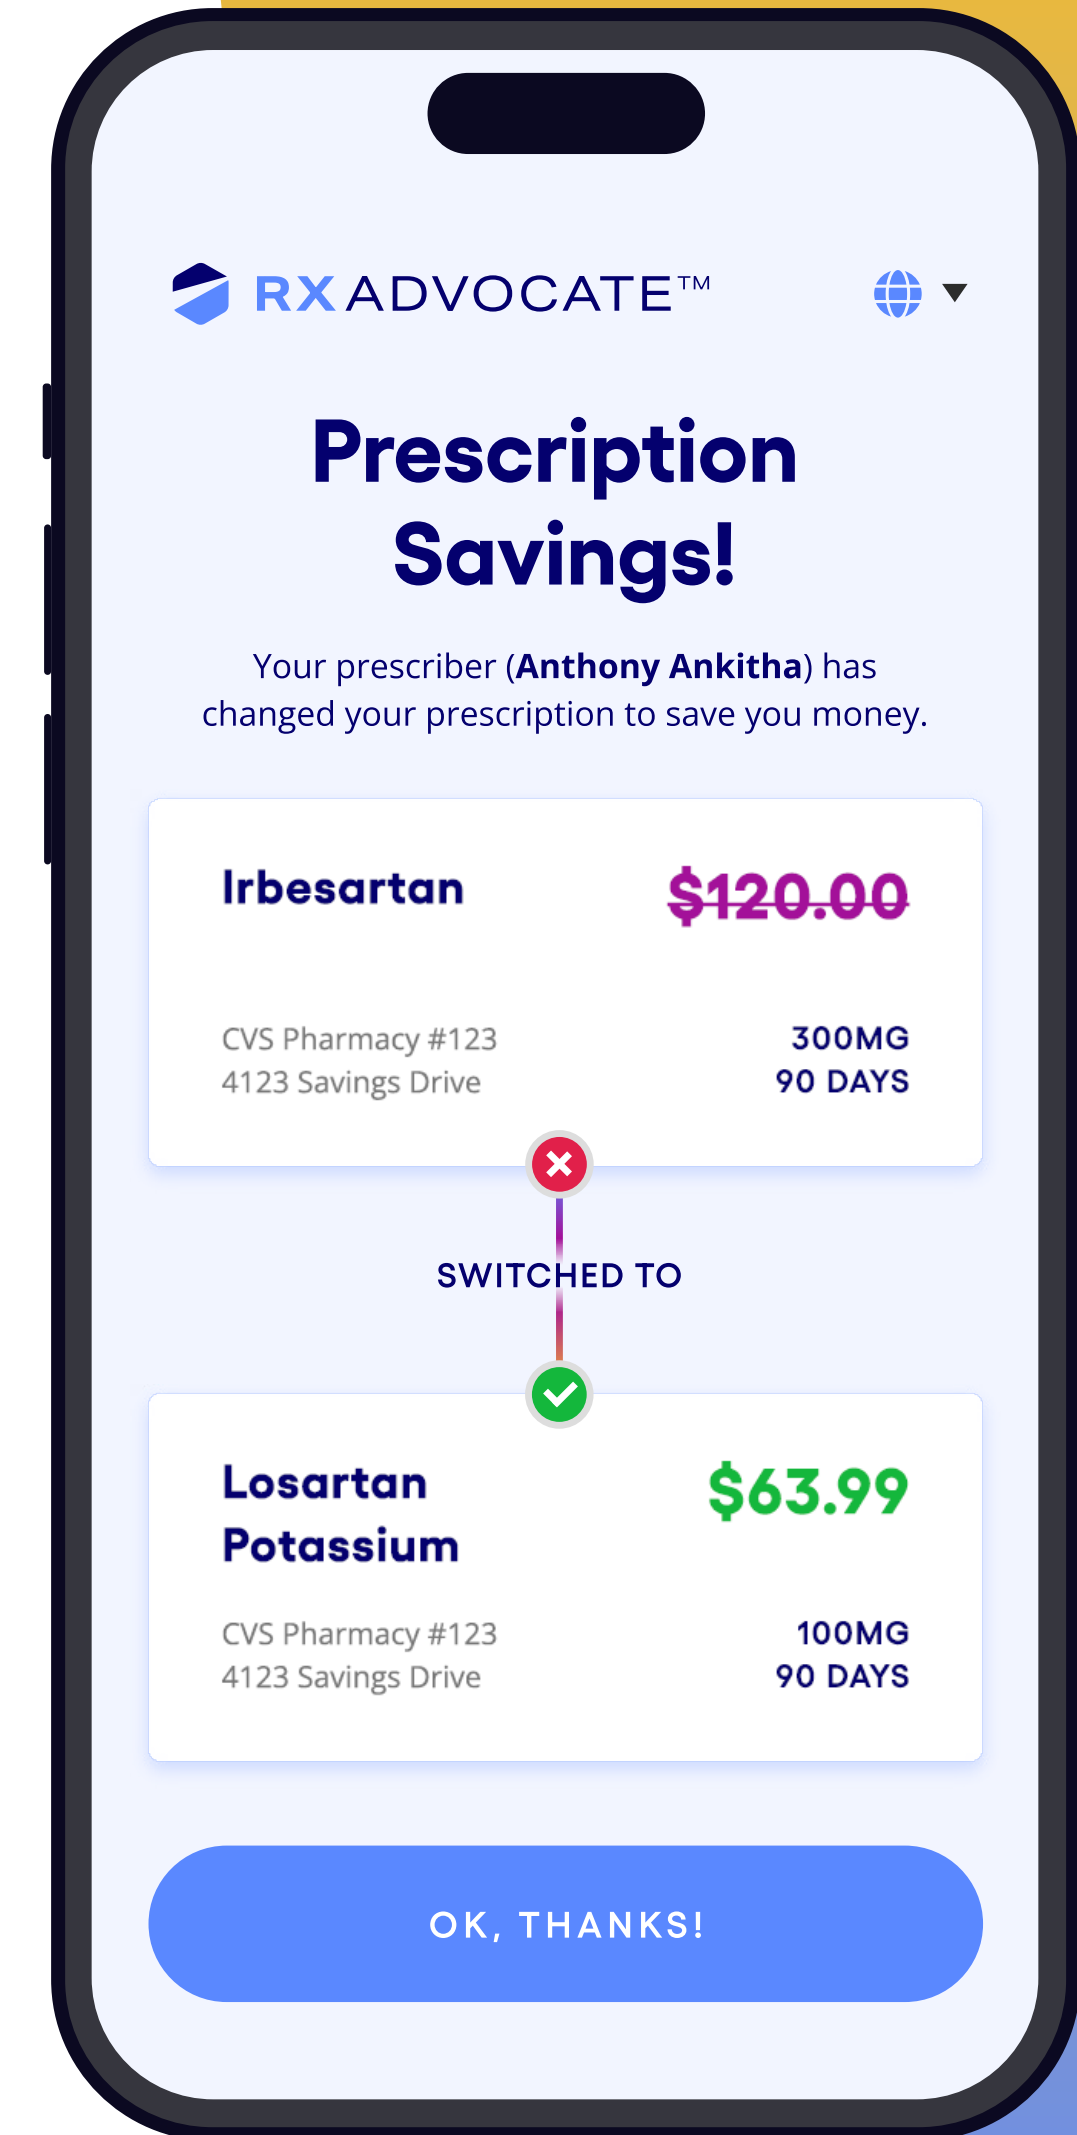 RXADVOCATE™
Prescription
Savings!
Your prescriber (Anthony Ankitha) has
changed your prescription to save you money.
Irbesartan
$120.00
CVS Pharmacy #123
300MG
4123 Savings Drive
90 DAYS
SWITCHED TO
Losartan
$63.99
Potassium
CVS Pharmacy #123
100MG
4123 Savings Drive
90 DAYS
OK, THANKS!